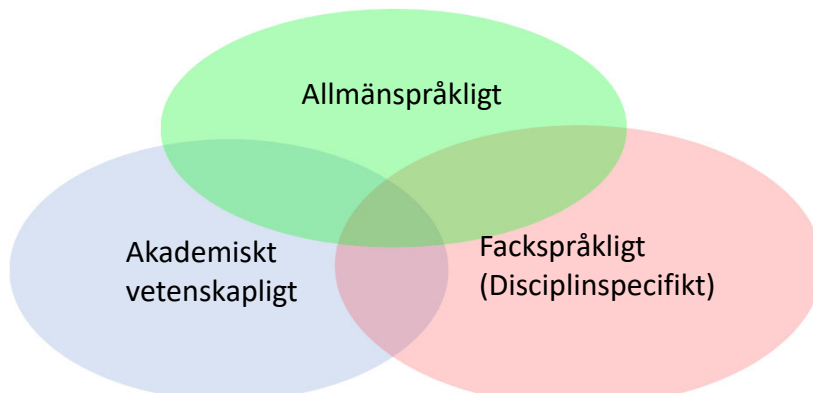 Allmänspråkligt
Akademiskt
vetenskapligt
Fackspråkligt
(Disciplinspecifikt)